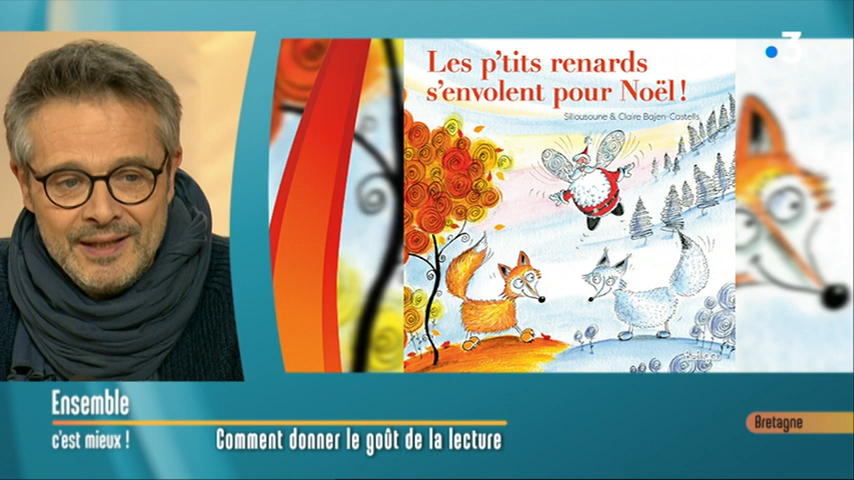 Les p'tits renards
s'envolent pour Noël !
Silousoune & Claire Bajen-Castells
3
Ensemble
c'est mieux !
Comment donner le goût de la lecture
Bretagne